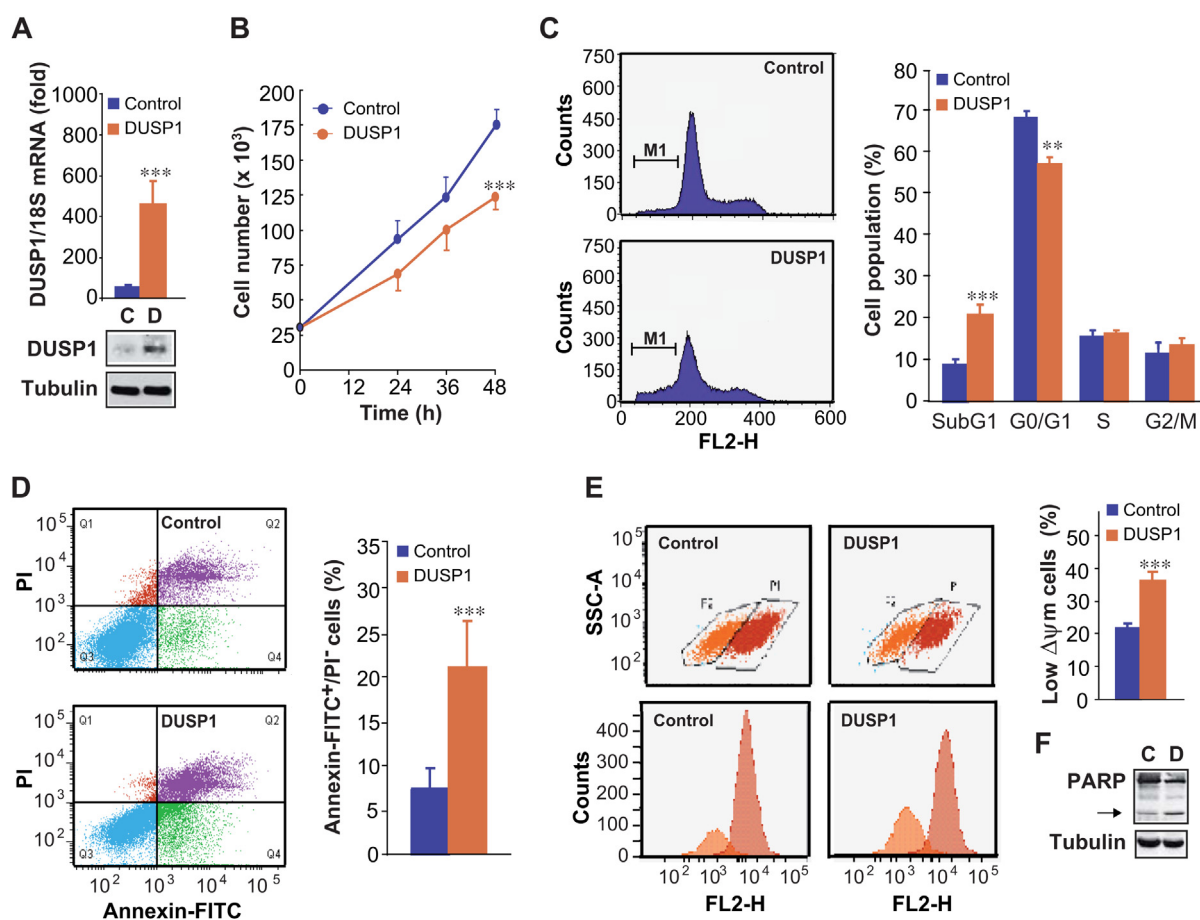 A
DUSP1/18S mRNA (fold)
1000
800
600
400
200
0
Control
DUSP1
***
C D
DUSP1
Tubulin
B
Cell number (x 10³)
200
175
150
125
100
75
50
25
0
Control
DUSP1
***
0 12 24 36 48
Time (h)
C
Counts
750
600
450
300
150
0
Control
M1
Counts
750
600
450
300
150
0
DUSP1
M1
0 200 400 600
FL2-H
Cell population (%)
80
70
60
50
40
30
20
10
0
Control
DUSP1
***
**
SubG1 G0/G1 S G2/M
D
PI
10⁵
10⁴
10³
10²
Q1 Control Q2
Q3 Q4
PI
10⁵
10⁴
10³
10²
Q1 DUSP1 Q2
Q3 Q4
10² 10³ 10⁴ 10⁵
Annexin-FITC
Annexin-FITC⁺/PI⁻ cells (%)
35
30
25
20
15
10
5
0
Control
DUSP1
***
E
SSC-A
10⁵
10⁴
10³
10²
Control
PI
DUSP1
P
Counts
400
300
200
100
0
Control
DUSP1
10² 10³ 10⁴ 10⁵
FL2-H
10² 10³ 10⁴ 10⁵
FL2-H
Low Δψm cells (%)
50
40
30
20
10
0
Control
DUSP1
***
F
C D
PARP
Tubulin